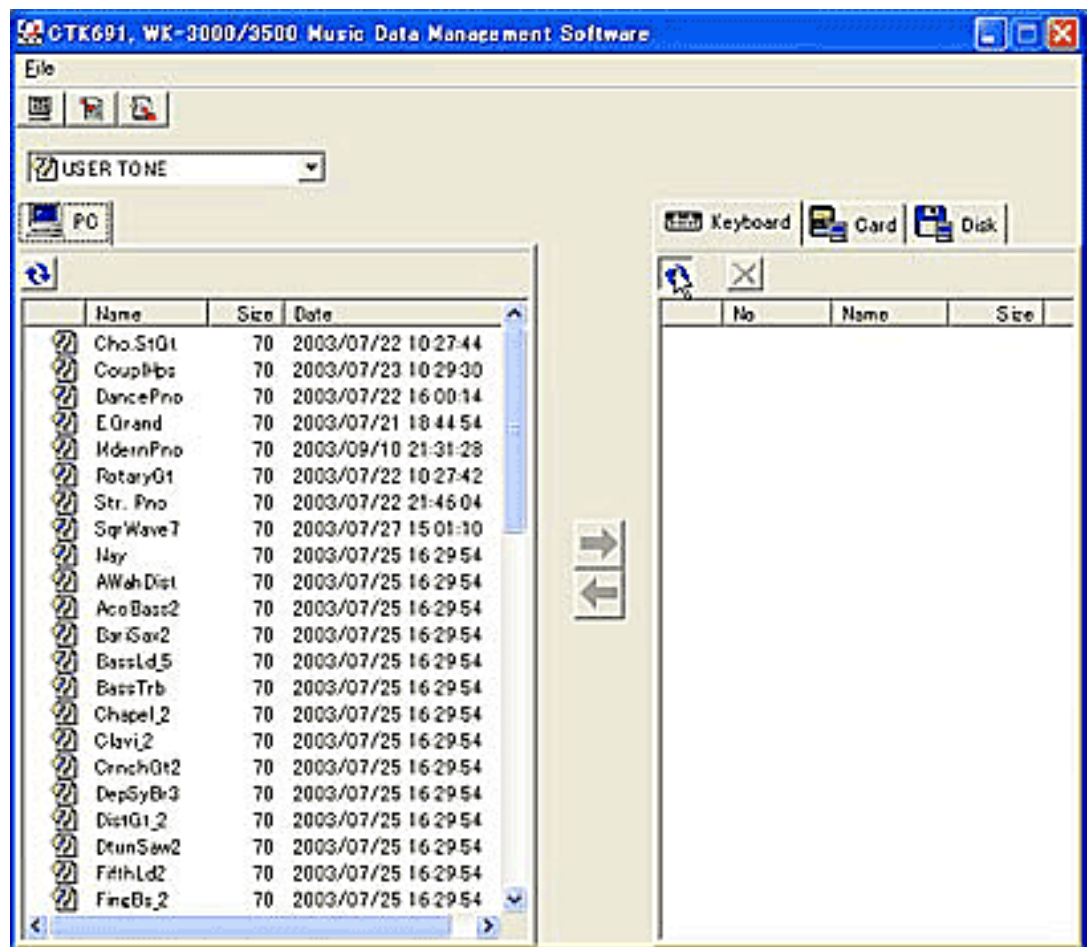 CTK691, WK-3000/3500 Music Data Management Software
File
USER TONE
PC
Keyboard Card Disk
Name Size Date
No Name Size
Cho.StGt 70 2003/07/22 10:27:44
CouplHps 70 2003/07/23 10:29:30
DancePno 70 2003/07/22 16:00:14
E.Grand 70 2003/07/21 18:44:54
MdernPno 70 2003/09/10 21:31:28
RotaryGt 70 2003/07/22 10:27:42
Str. Pno 70 2003/07/22 21:46:04
SqrWave7 70 2003/07/27 15:01:10
Nay 70 2003/07/25 16:29:54
AWahDist 70 2003/07/25 16:29:54
AcoBass2 70 2003/07/25 16:29:54
BariSax2 70 2003/07/25 16:29:54
BassLd_5 70 2003/07/25 16:29:54
BassTrb 70 2003/07/25 16:29:54
Chapel_2 70 2003/07/25 16:29:54
Clavi_2 70 2003/07/25 16:29:54
CrnchGt2 70 2003/07/25 16:29:54
DepSyBr3 70 2003/07/25 16:29:54
DistGt_2 70 2003/07/25 16:29:54
DtunSaw2 70 2003/07/25 16:29:54
FifthLd2 70 2003/07/25 16:29:54
FingBs_2 70 2003/07/25 16:29:54